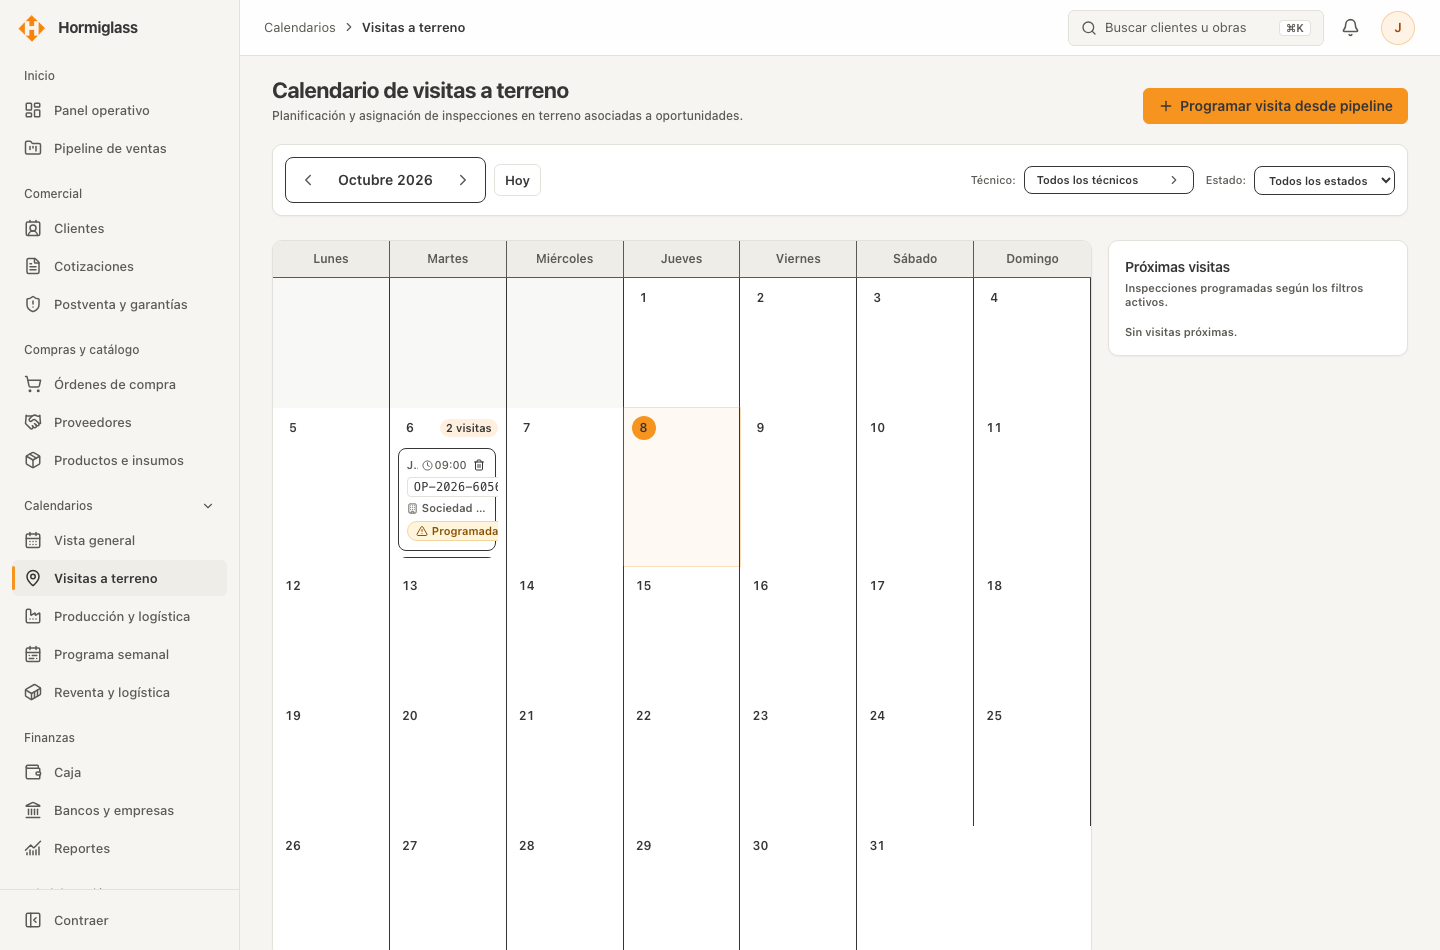 Hormiglass
Inicio
Panel operativo
Pipeline de ventas
Comercial
Clientes
Cotizaciones
Postventa y garantías
Compras y catálogo
Órdenes de compra
Proveedores
Productos e insumos
Calendarios
Vista general
Visitas a terreno
Producción y logística
Programa semanal
Reventa y logística
Finanzas
Caja
Bancos y empresas
Reportes
Contraer
Calendarios > Visitas a terreno
Buscar clientes u obras ⌘K
J
Calendario de visitas a terreno
Planificación y asignación de inspecciones en terreno asociadas a oportunidades.
+ Programar visita desde pipeline
Octubre 2026
Hoy
Técnico: Todos los técnicos
Estado: Todos los estados
Lunes Martes Miércoles Jueves Viernes Sábado Domingo
1 2 3 4
5 6 2 visitas 7 8 9 10 11
J.. 09:00
OP-2026-6056
Sociedad ...
Programada
12 13 14 15 16 17 18
19 20 21 22 23 24 25
26 27 28 29 30 31
Próximas visitas
Inspecciones programadas según los filtros
activos.
Sin visitas próximas.